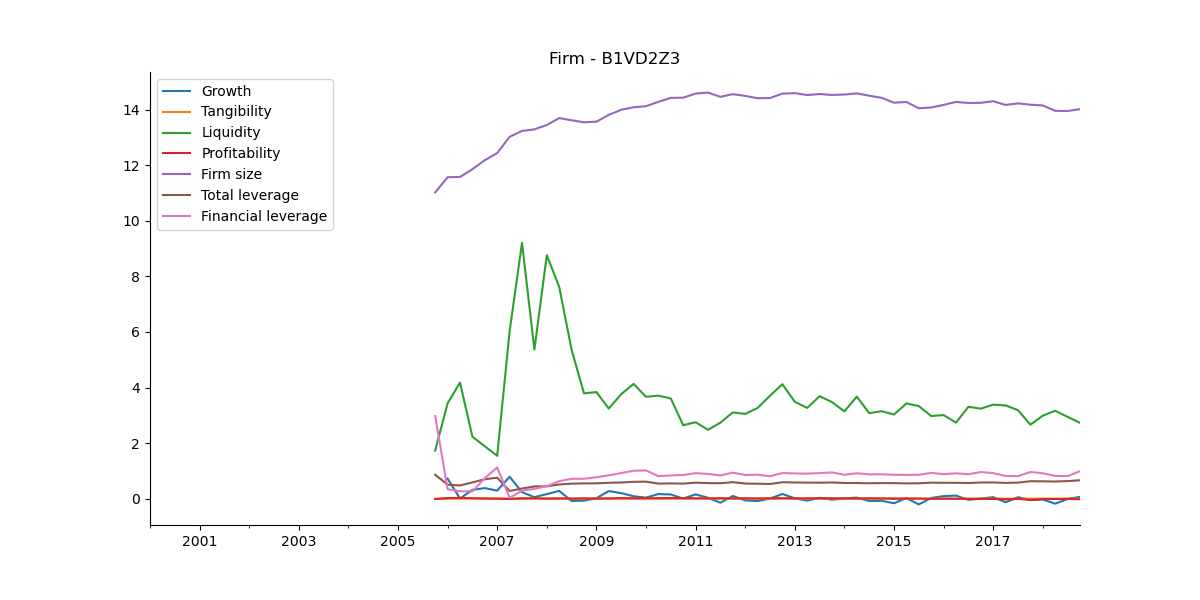 Firm - B1VD2Z3
Growth
Tangibility
Liquidity
Profitability
Firm size
Total leverage
Financial leverage
14
12
10
8
6
4
2
0
2001 2003 2005 2007 2009 2011 2013 2015 2017